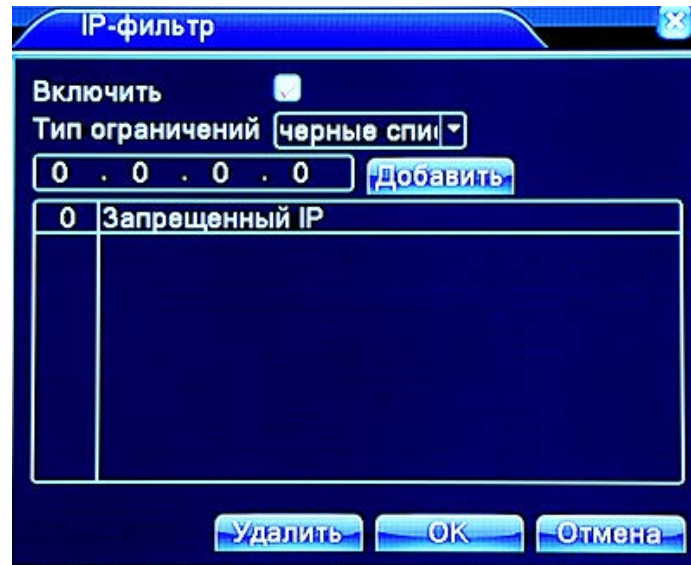 IP-фильтр
Включить
Тип ограничений черные спи
0 . 0 . 0 . 0 Добавить
0 Запрещенный IP
Удалить OK Отмена